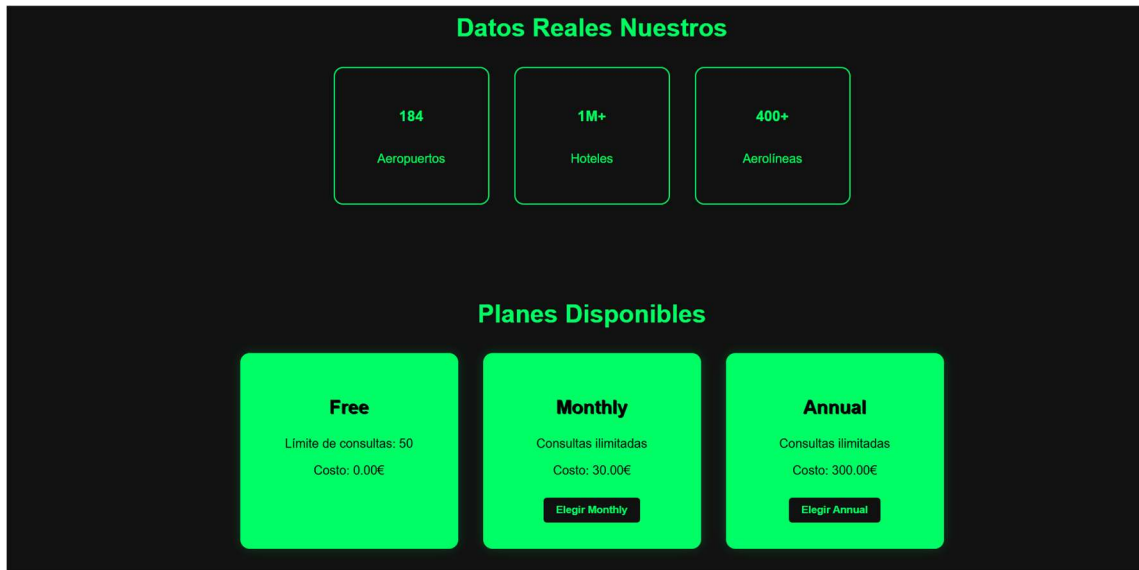 Datos Reales Nuestros
184
Aeropuertos
1M+
Hoteles
400+
Aerolíneas
Planes Disponibles
Free
Límite de consultas: 50
Costo: 0.00€
Monthly
Consultas ilimitadas
Costo: 30.00€
Elegir Monthly
Annual
Consultas ilimitadas
Costo: 300.00€
Elegir Annual